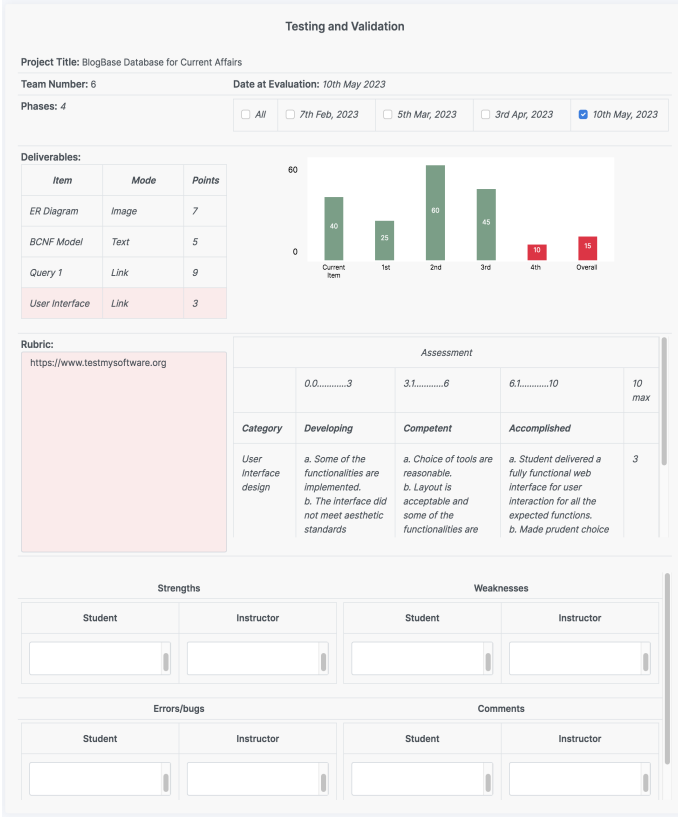 Testing and Validation
Project Title: BlogBase Database for Current Affairs
Team Number: 6
Date at Evaluation: 10th May 2023
Phases: 4
All
7th Feb, 2023
5th Mar, 2023
3rd Apr, 2023
10th May, 2023
Deliverables:
Item Mode Points
ER Diagram Image 7
BCNF Model Text 5
Query 1 Link 9
User Interface Link 3
60
0
40
25
60
45
10
15
Current
Item
1st
2nd
3rd
4th
Overall
Rubric:
https://www.testmysoftware.org
Assessment
0.0............3
3.1............6
6.1............10
10
max
Category
Developing
Competent
Accomplished
User
Interface
design
a. Some of the
functionalities are
implemented.
b. The interface did
not meet aesthetic
standards
a. Choice of tools are
reasonable.
b. Layout is
acceptable and
some of the
functionalities are
a. Student delivered a
fully functional web
interface for user
interaction for all the
expected functions.
b. Made prudent choice
3
Strengths
Weaknesses
Student
Instructor
Student
Instructor
Errors/bugs
Comments
Student
Instructor
Student
Instructor